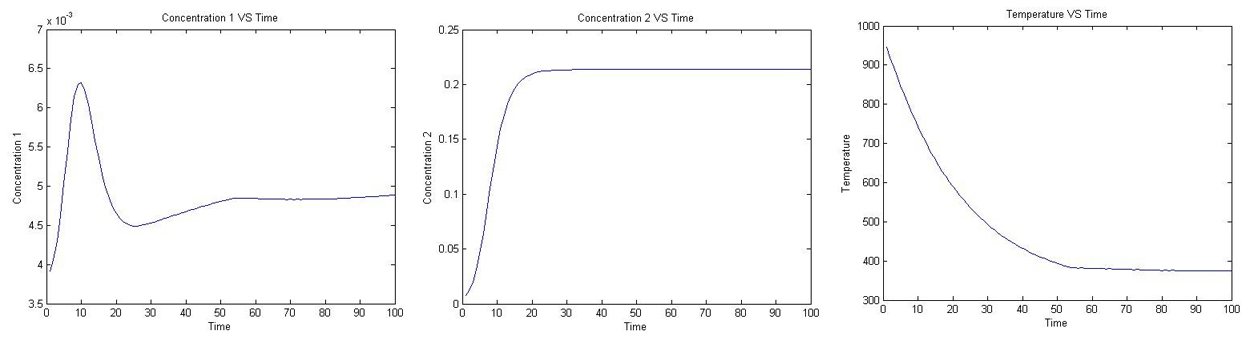 Concentration 1 VS Time
x 10⁻³
7
6.5
6
5.5
5
4.5
4
3.5
Concentration 1
0 10 20 30 40 50 60 70 80 90 100
Time
Concentration 2 VS Time
0.25
0.2
0.15
0.1
0.05
0
Concentration 2
0 10 20 30 40 50 60 70 80 90 100
Time
Temperature VS Time
1000
900
800
700
600
500
400
300
Temperature
0 10 20 30 40 50 60 70 80 90 100
Time